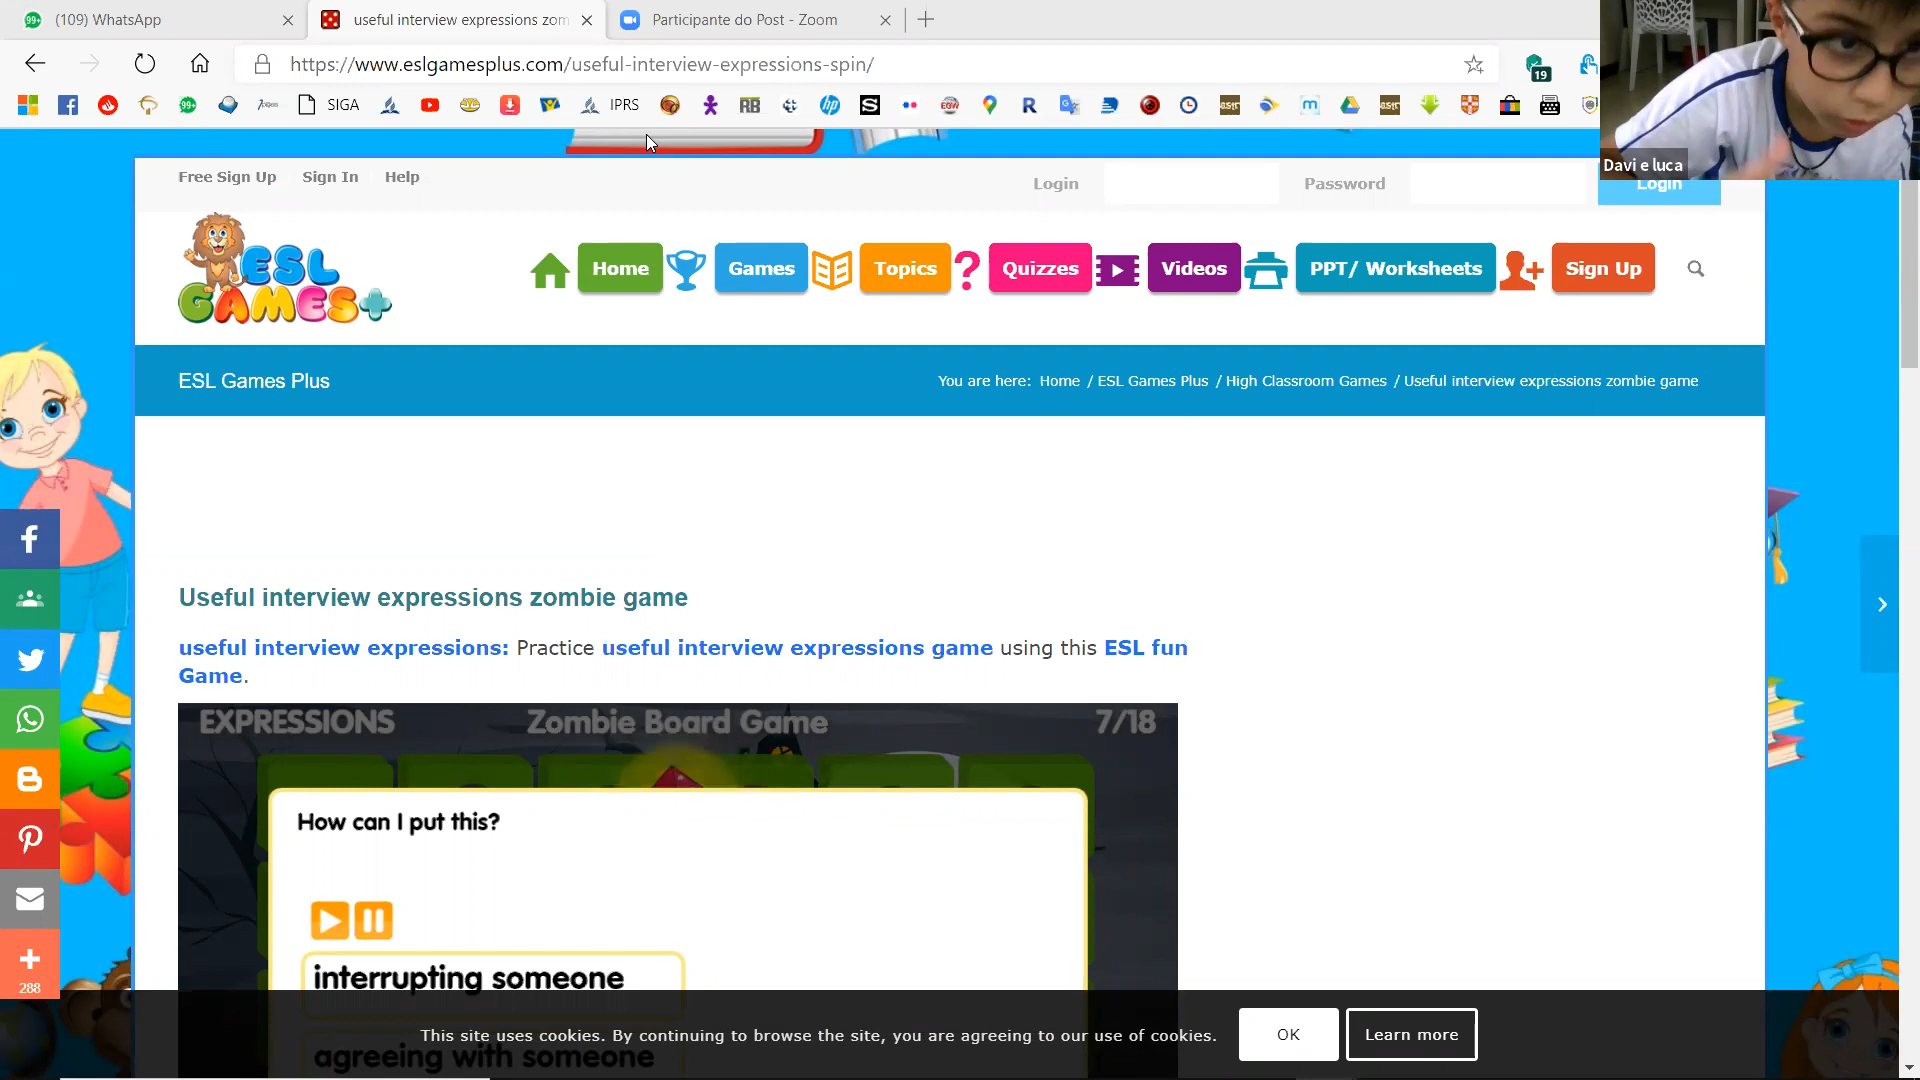 (109) WhatsApp
useful interview expressions zom
Participante do Post - Zoom
https://www.eslgamesplus.com/useful-interview-expressions-spin/
19
99+
SIGA
IPRS
RB
hp
S
EGW
R
m
Davi e luca
Free Sign Up
Sign In
Help
Login
Password
Login
ESL
GAMES+
Home
Games
Topics
Quizzes
Videos
PPT/ Worksheets
Sign Up
ESL Games Plus
You are here: Home / ESL Games Plus / High Classroom Games / Useful interview expressions zombie game
Useful interview expressions zombie game
useful interview expressions: Practice useful interview expressions game using this ESL fun
Game.
EXPRESSIONS
Zombie Board Game
7/18
How can I put this?
interrupting someone
agreeing with someone
288
This site uses cookies. By continuing to browse the site, you are agreeing to our use of cookies.
OK
Learn more